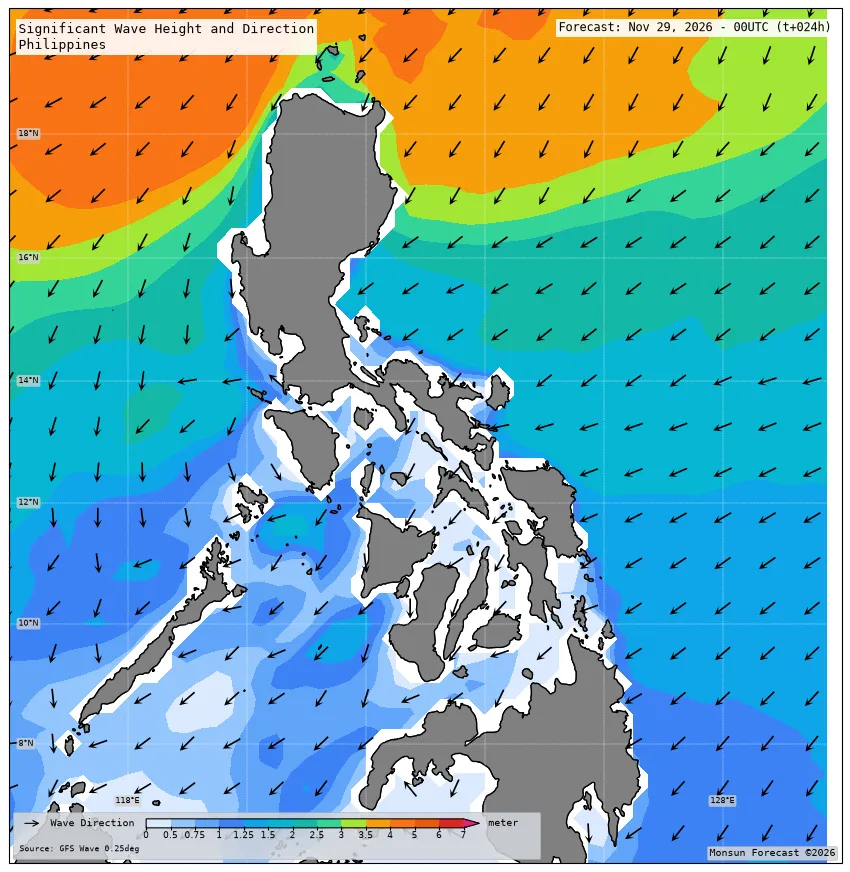 Significant Wave Height and Direction
Philippines
Forecast: Nov 29, 2026 - 00UTC (t+024h)
18°N
16°N
14°N
12°N
10°N
8°N
118°E
128°E
Wave Direction
0 0.5 0.75 1 1.25 1.5 2 2.5 3 3.5 4 5 6 7
meter
Source: GFS Wave 0.25deg
Monsun Forecast ©2026